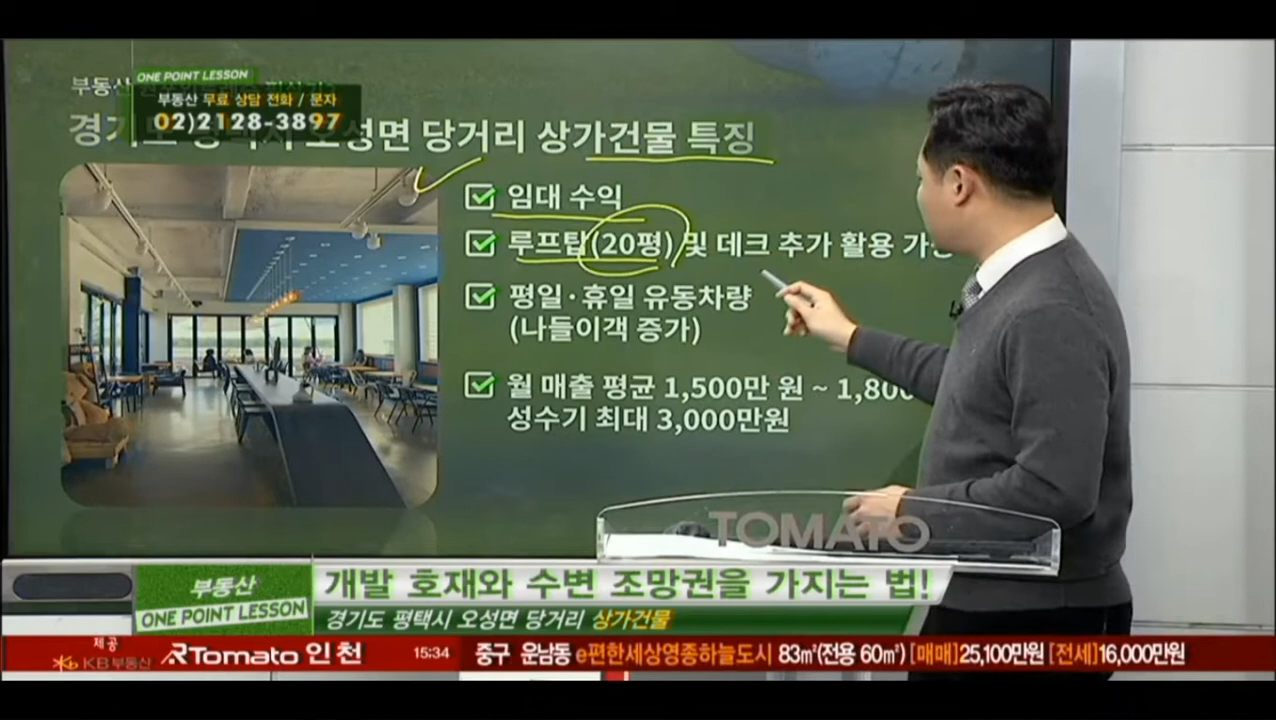 부동산
ONE POINT LESSON
부동산 무료 상담 전화 / 문자
02)2128-3897
오성면 당거리 상가건물 특징
임대 수익
루프탑(20평) 및 데크 추가 활용
평일·휴일 유동차량
(나들이객 증가)
월 매출 평균 1,500만 원 ~ 1,800
성수기 최대 3,000만원
TOMATO
부동산
ONE POINT LESSON
개발 호재와 수변 조망권을 가지는 법!
경기도 평택시 오성면 당거리 상가건물
제공
KB부동산
RTomato 인천
15:34
중구 운남동 e편한세상영종하늘도시 83㎡(전용 60㎡) [매매]25,100만원 [전세]16,000만원